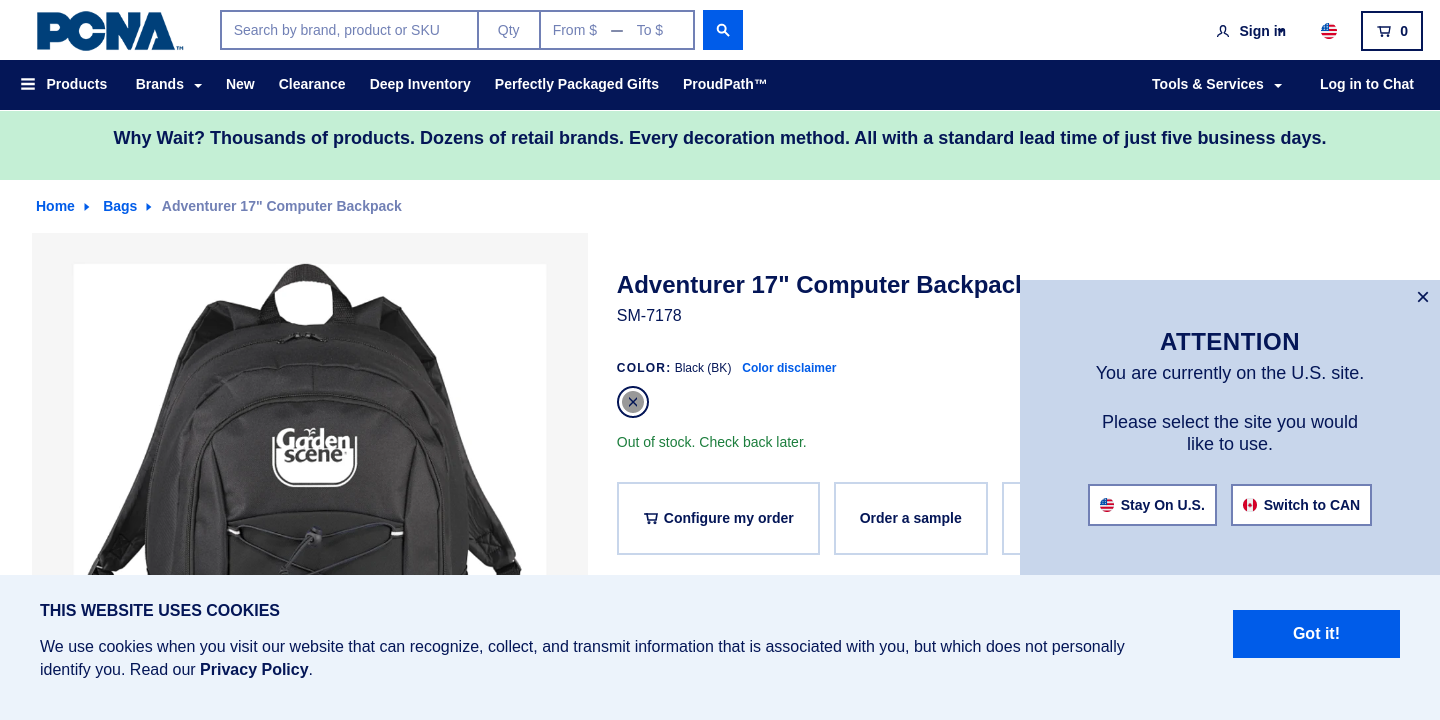 PCNA™
Search by brand, product or SKU
Qty
From $ — To $
Sign in
0
Products
Brands
New
Clearance
Deep Inventory
Perfectly Packaged Gifts
ProudPath™
Tools & Services
Log in to Chat
Why Wait? Thousands of products. Dozens of retail brands. Every decoration method. All with a standard lead time of just five business days.
Home
Bags
Adventurer 17" Computer Backpack
Garden
scene
Adventurer 17" Computer Backpack
SM-7178
COLOR: Black (BK) Color disclaimer
Out of stock. Check back later.
Configure my order
Order a sample
×
ATTENTION
You are currently on the U.S. site.
Please select the site you would
like to use.
Stay On U.S.
Switch to CAN
THIS WEBSITE USES COOKIES
We use cookies when you visit our website that can recognize, collect, and transmit information that is associated with you, but which does not personally
identify you. Read our Privacy Policy.
Got it!